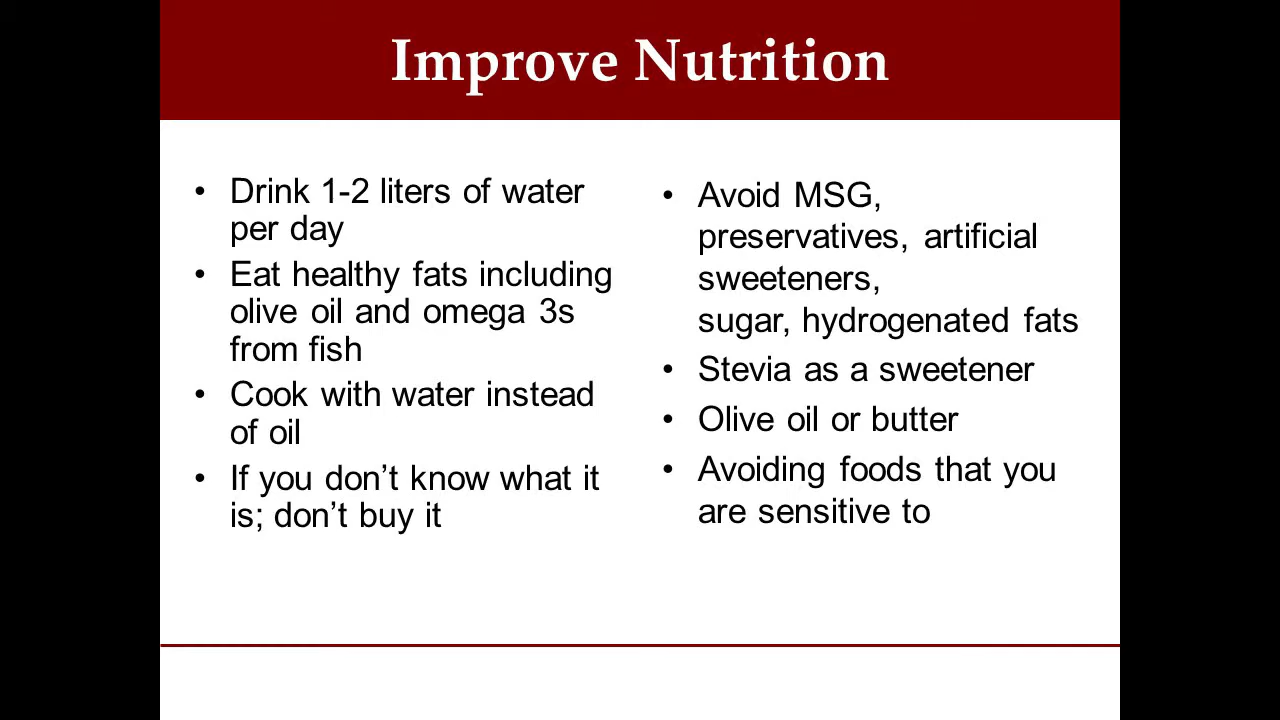 Improve Nutrition
• Drink 1-2 liters of water
per day
• Eat healthy fats including
olive oil and omega 3s
from fish
• Cook with water instead
of oil
• If you don’t know what it
is; don’t buy it
• Avoid MSG,
preservatives, artificial
sweeteners,
sugar, hydrogenated fats
• Stevia as a sweetener
• Olive oil or butter
• Avoiding foods that you
are sensitive to